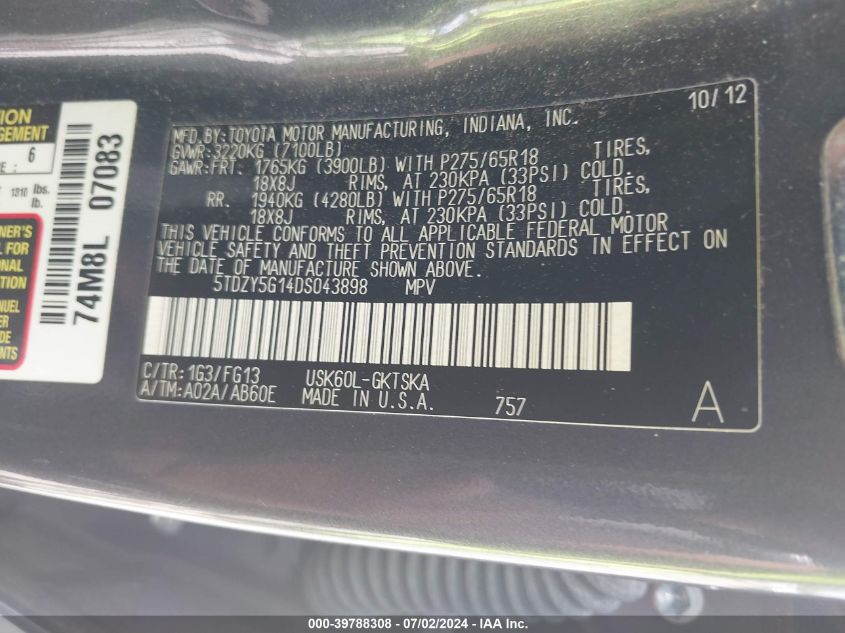 TION
AGEMENT
6
E :
1310 lbs.
lb.
NER'S
L FOR
ONAL
TION
NUEL
ER
DE
NTS
74M8L 07083
10/12
MFD.BY:TOYOTA MOTOR MANUFACTURING, INDIANA, INC.
GVWR:3220KG (7100LB)
GAWR:FRT. 1765KG (3900LB) WITH P275/65R18 TIRES,
18X8J RIMS, AT 230KPA (33PSI) COLD.
RR. 1940KG (4280LB) WITH P275/65R18 TIRES,
18X8J RIMS, AT 230KPA (33PSI) COLD.
THIS VEHICLE CONFORMS TO ALL APPLICABLE FEDERAL MOTOR
VEHICLE SAFETY AND THEFT PREVENTION STANDARDS IN EFFECT ON
THE DATE OF MANUFACTURE SHOWN ABOVE.
5TDZY5G14DS043898 MPV
C/TR:1G3/FG13 USK60L-GKTSKA
A/TM:A02A/AB60E MADE IN U.S.A. 757 A
000-39788308 - 07/02/2024 - IAA, Inc.